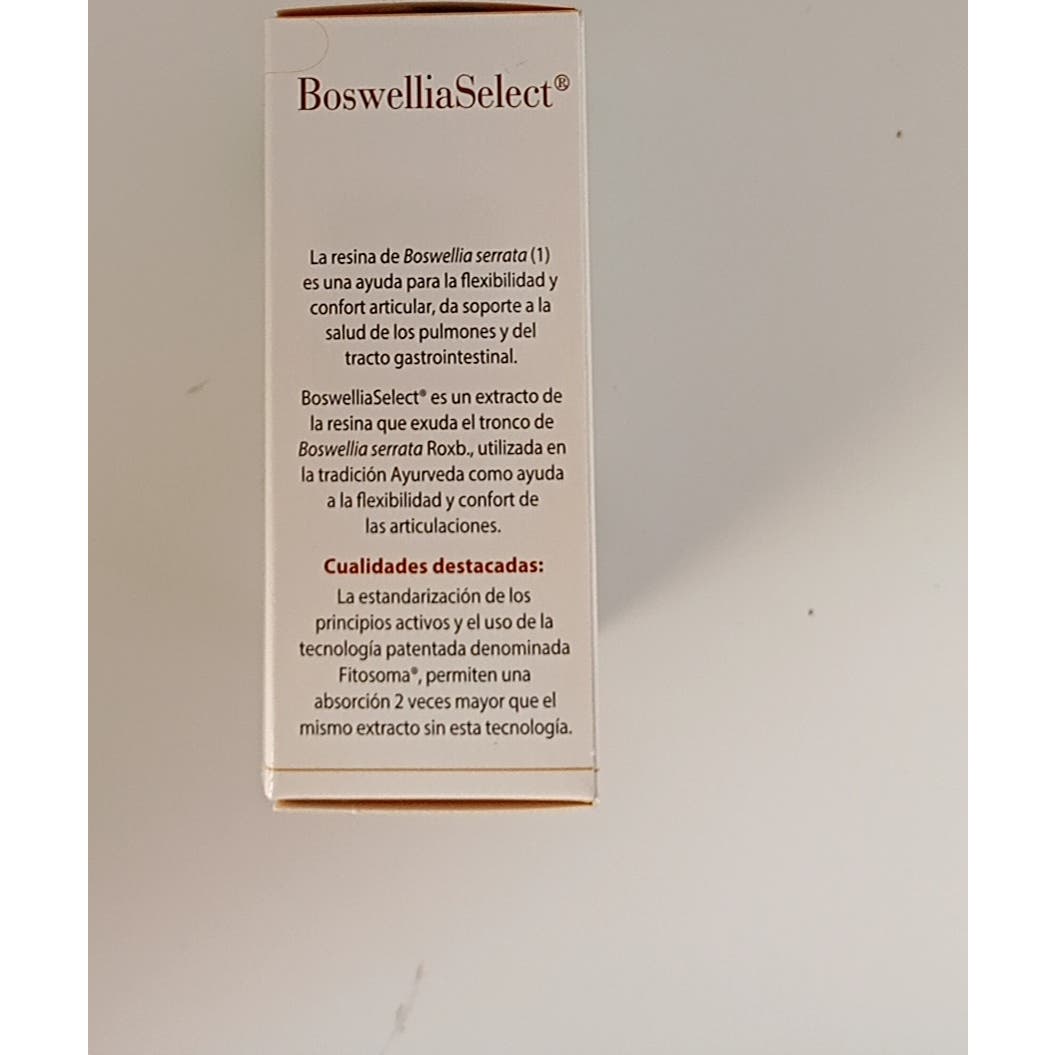 BoswelliaSelect®
La resina de Boswellia serrata (1)
es una ayuda para la flexibilidad y
confort articular, da soporte a la
salud de los pulmones y del
tracto gastrointestinal.
BoswelliaSelect® es un extracto de
la resina que exuda el tronco de
Boswellia serrata Roxb., utilizada en
la tradición Ayurveda como ayuda
a la flexibilidad y confort de
las articulaciones.
Cualidades destacadas:
La estandarización de los
principios activos y el uso de la
tecnología patentada denominada
Fitosoma®, permiten una
absorción 2 veces mayor que el
mismo extracto sin esta tecnología.